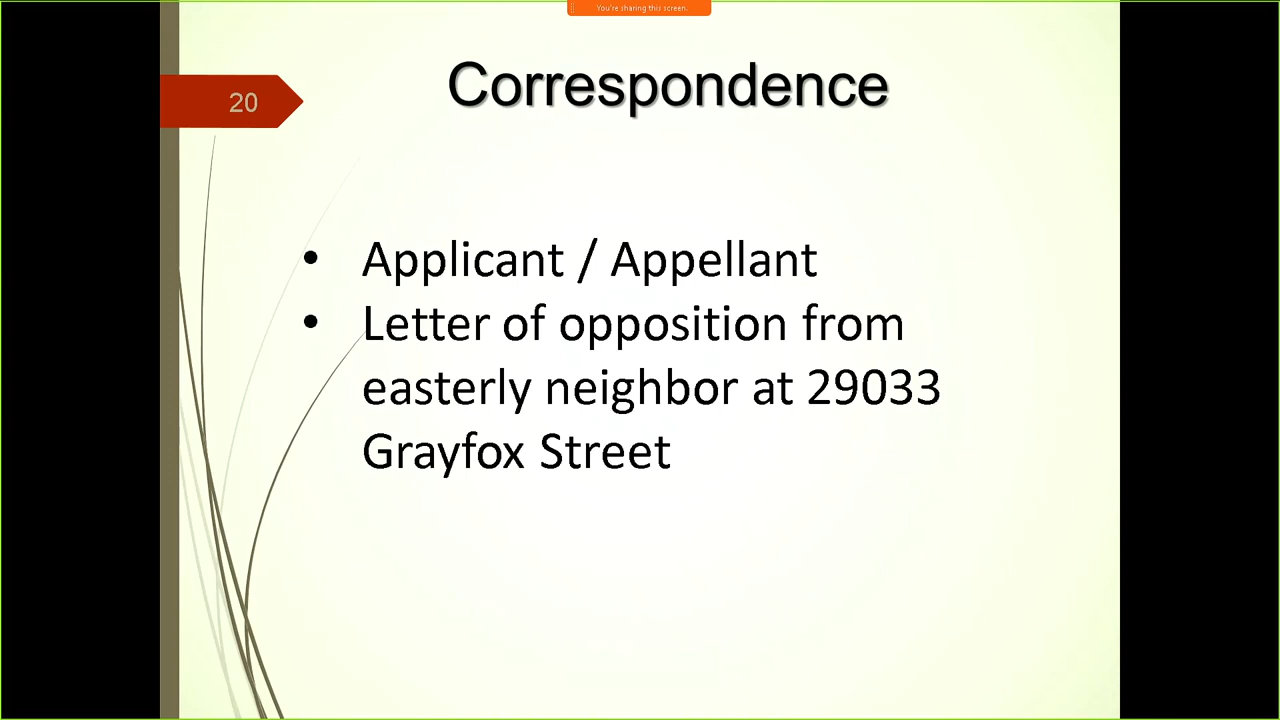 You're sharing this screen.
Correspondence
20
• Applicant / Appellant
• Letter of opposition from
easterly neighbor at 29033
Grayfox Street